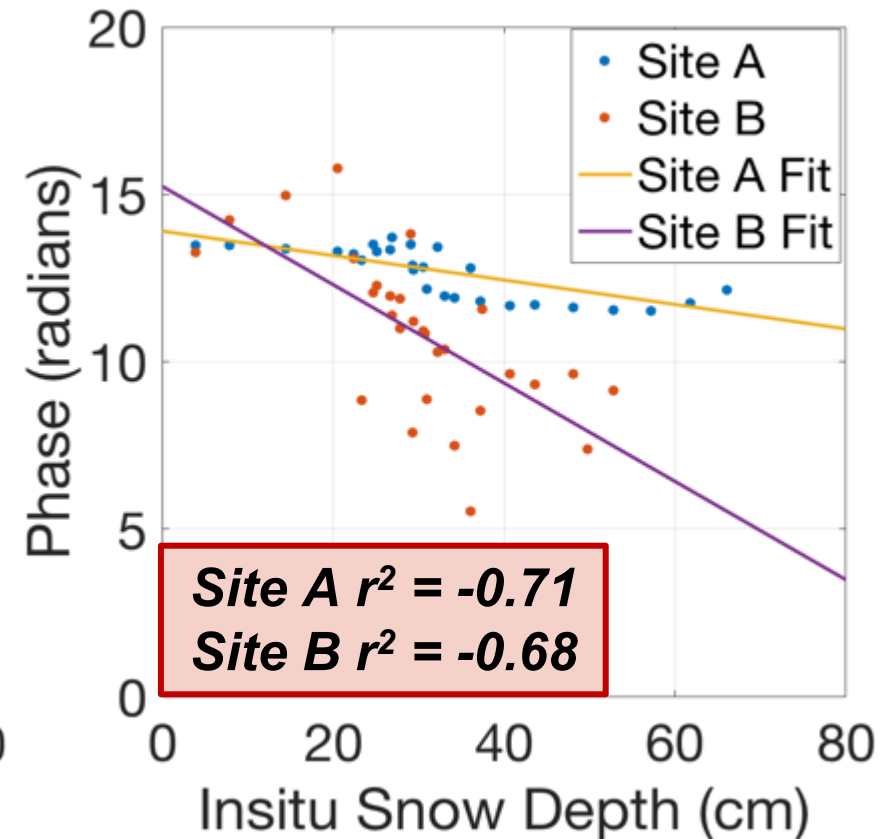 20
15
10
5
0
Phase (radians)
Site A
Site B
Site A Fit
Site B Fit
Site A r² = -0.71
Site B r² = -0.68
0 20 40 60 80
Insitu Snow Depth (cm)